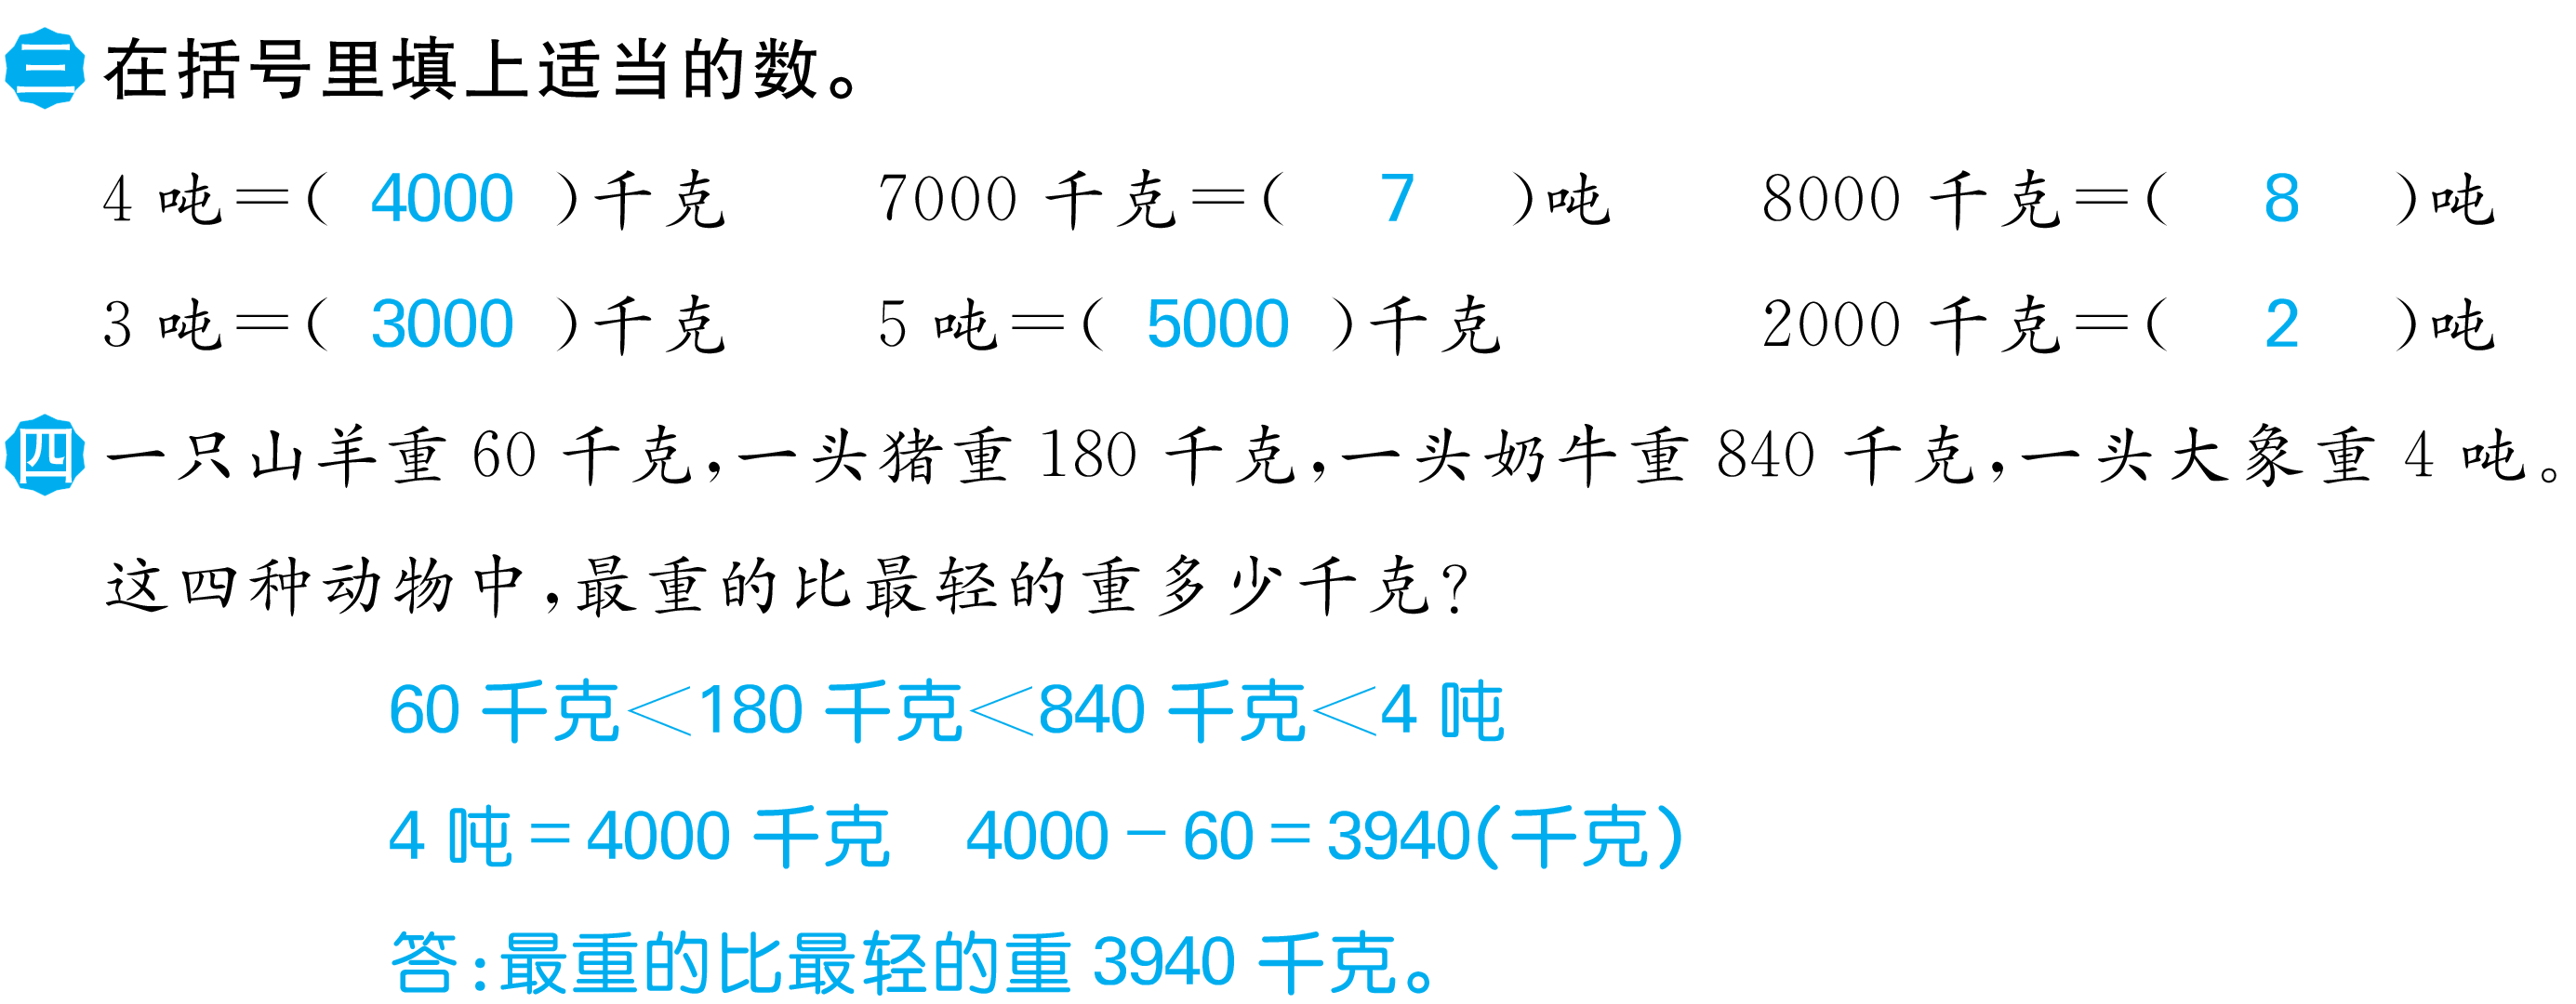 三 在括号里填上适当的数。
4 吨=( 4000 )千克 7000 千克=( 7 )吨 8000 千克=( 8 )吨
3 吨=( 3000 )千克 5 吨=( 5000 )千克 2000 千克=( 2 )吨
四 一只山羊重 60 千克,一头猪重 180 千克,一头奶牛重 840 千克,一头大象重 4 吨。
这四种动物中,最重的比最轻的重多少千克?
60 千克<180 千克<840 千克<4 吨
4 吨=4000 千克 4000-60=3940(千克)
答:最重的比最轻的重 3940 千克。